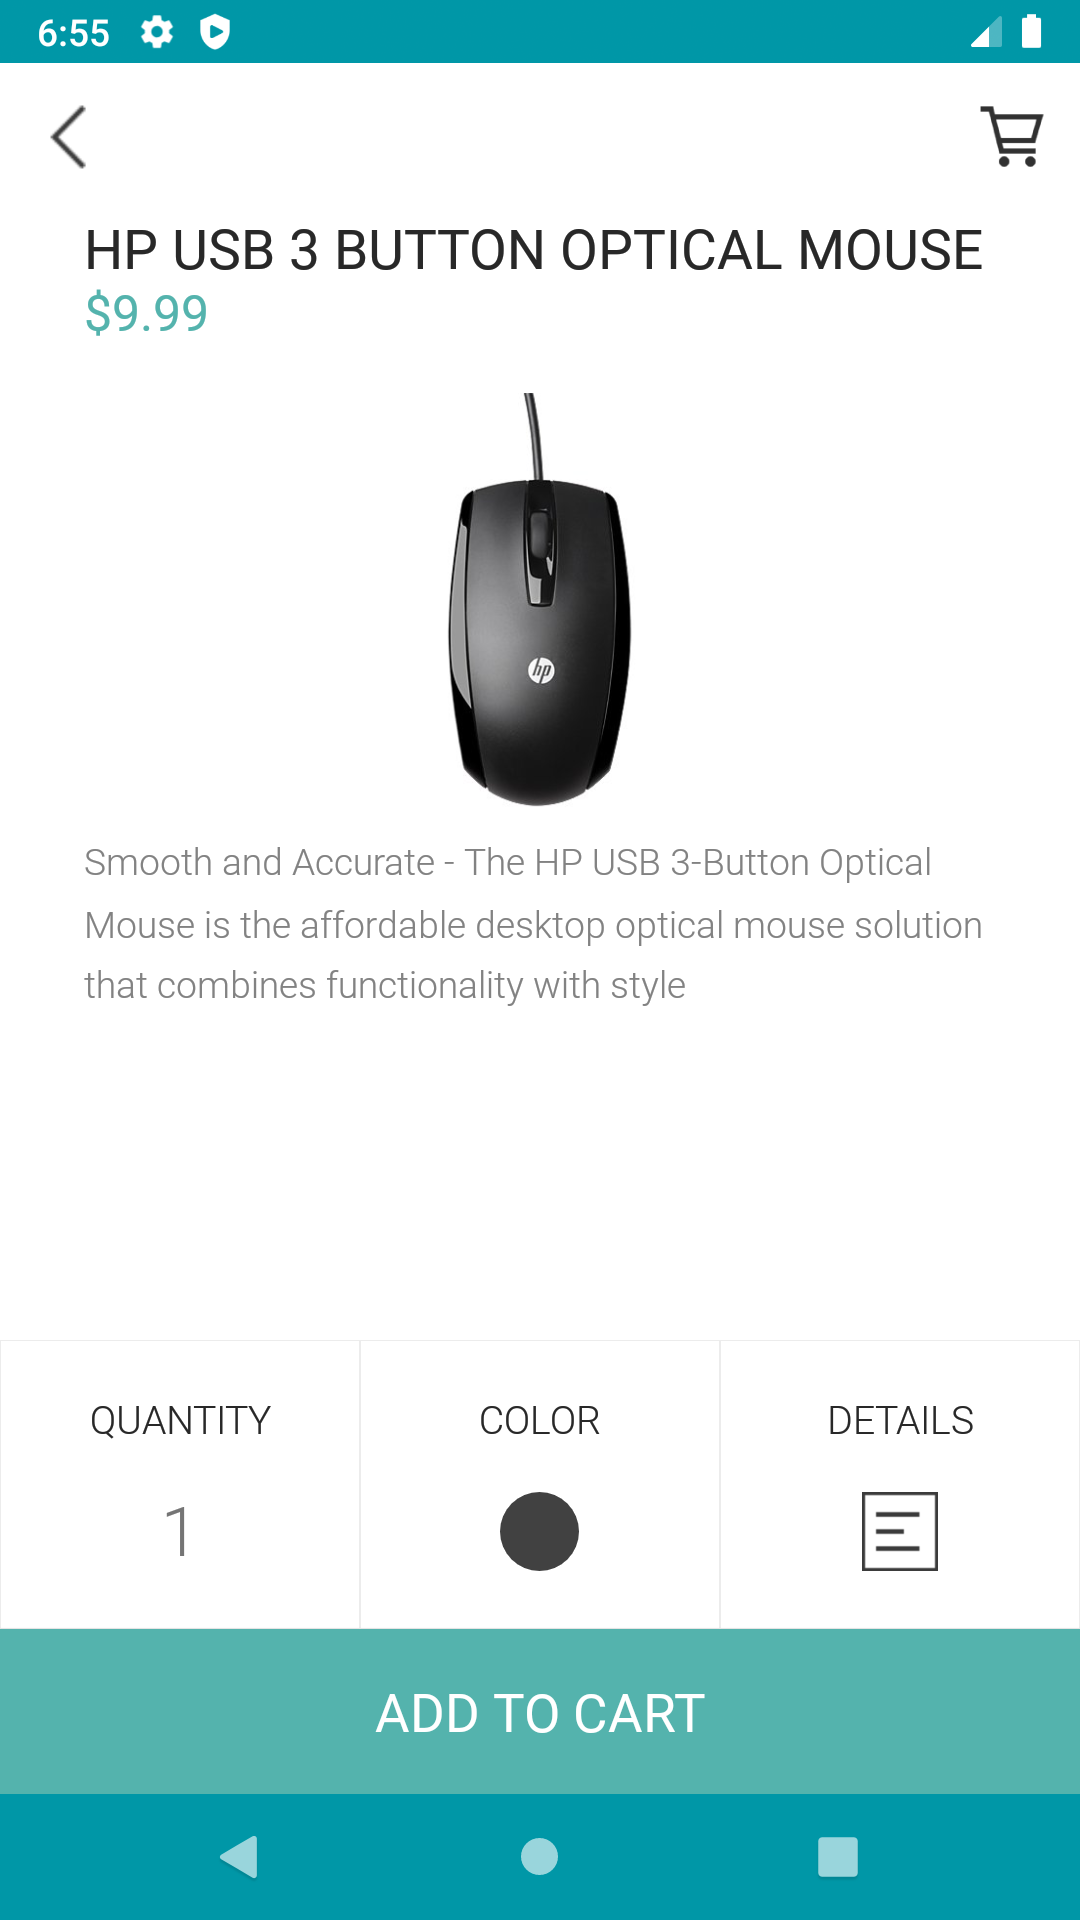 6:55
HP USB 3 BUTTON OPTICAL MOUSE
$9.99
hp
Smooth and Accurate - The HP USB 3-Button Optical
Mouse is the affordable desktop optical mouse solution
that combines functionality with style
QUANTITY
COLOR
DETAILS
1
ADD TO CART